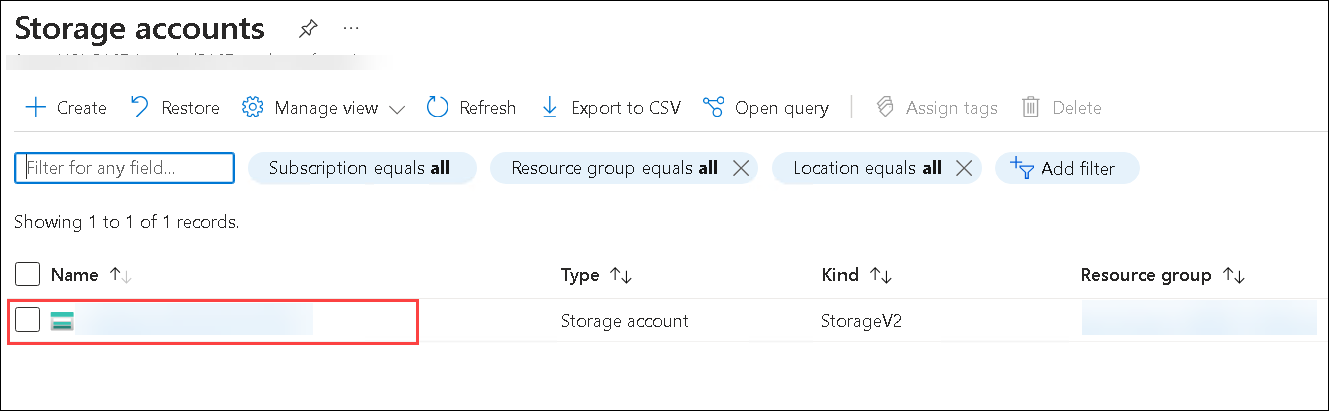 Storage accounts
Create Restore Manage view Refresh Export to CSV Open query Assign tags Delete
Filter for any field... Subscription equals all Resource group equals all Location equals all Add filter
Showing 1 to 1 of 1 records.
Name Type Kind Resource group
Storage account StorageV2